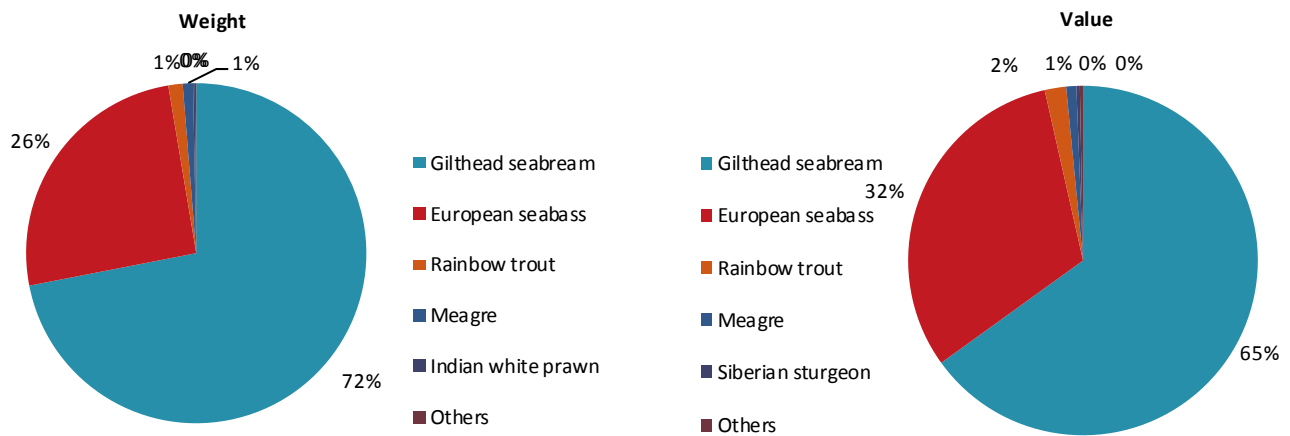 Weight
1% 0% 0% 1%
26%
72%
Gilthead seabream
European seabass
Rainbow trout
Meagre
Indian white prawn
Others
Value
2% 1% 0% 0%
32%
65%
Gilthead seabream
European seabass
Rainbow trout
Meagre
Siberian sturgeon
Others